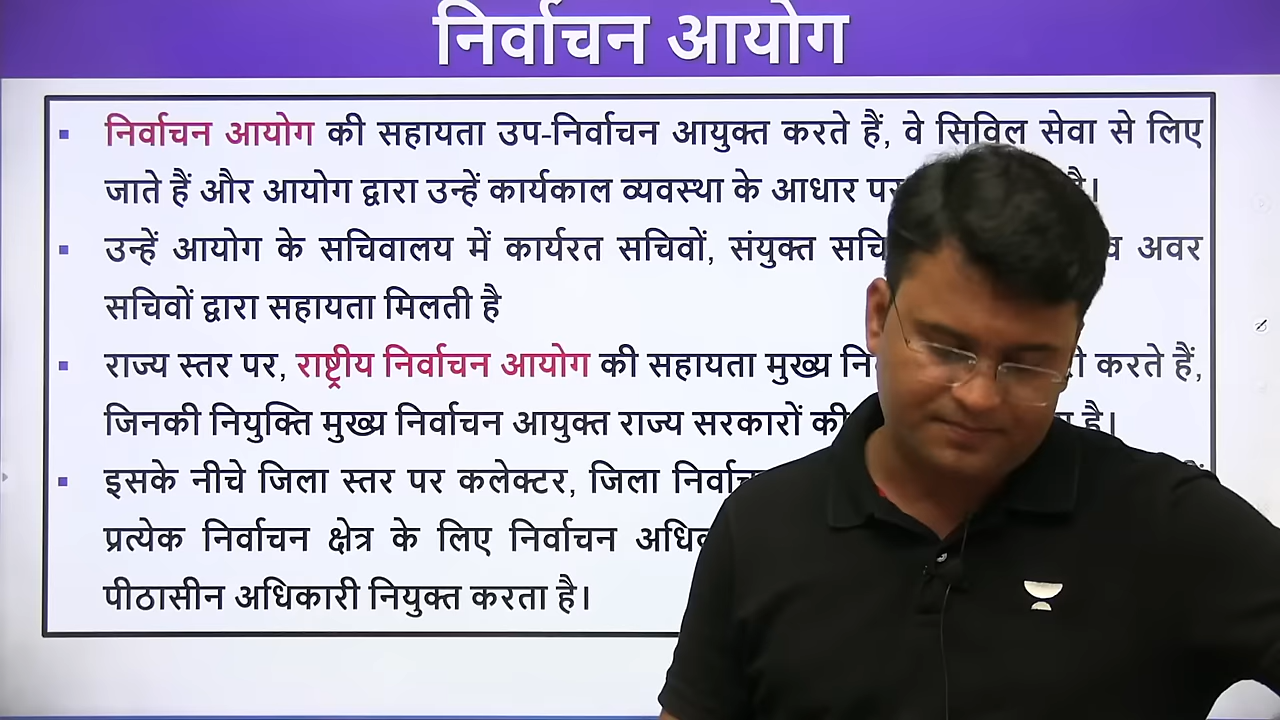 निर्वाचन आयोग
निर्वाचन आयोग की सहायता उप-निर्वाचन आयुक्त करते हैं, वे सिविल सेवा से लिए
जाते हैं और आयोग द्वारा उन्हें कार्यकाल व्यवस्था के आधार पर है।
उन्हें आयोग के सचिवालय में कार्यरत सचिवों, संयुक्त अवर
सचिवों द्वारा सहायता मिलती है
राज्य स्तर पर, राष्ट्रीय निर्वाचन आयोग की सहायता मुख्य करते हैं,
जिनकी नियुक्ति मुख्य निर्वाचन आयुक्त राज्य सरकारों की है।
इसके नीचे जिला स्तर पर कलेक्टर, जिला
प्रत्येक निर्वाचन क्षेत्र के लिए निर्वाचन
पीठासीन अधिकारी नियुक्त करता है।